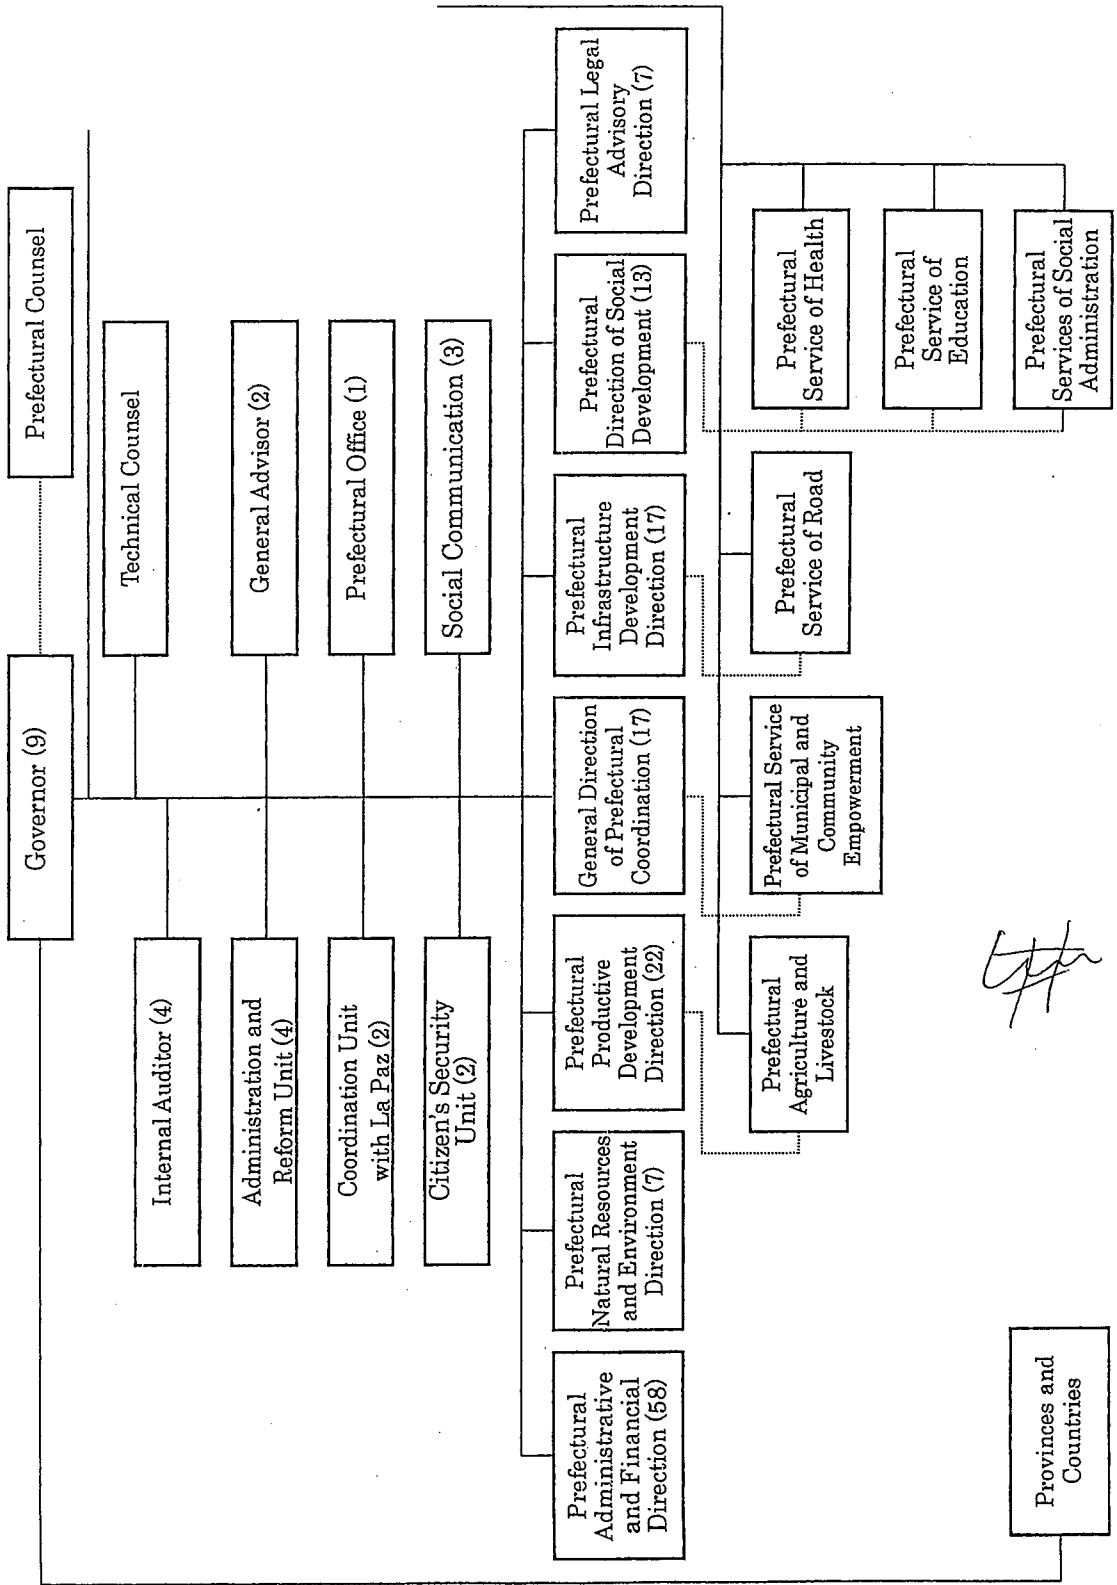 Governor (9)
Prefectural Counsel
Technical Counsel
Internal Auditor (4)
General Advisor (2)
Administration and
Reform Unit (4)
Prefectural Office (1)
Coordination Unit
with La Paz (2)
Social Communication (3)
Citizen's Security
Unit (2)
Prefectural
Administrative
and Financial
Direction (58)
Prefectural
Natural Resources
and Environment
Direction (7)
Prefectural
Productive
Development
Direction (22)
General Direction
of Prefectural
Coordination (17)
Prefectural
Infrastructure
Development
Direction (17)
Prefectural
Direction of Social
Development (13)
Prefectural Legal
Advisory
Direction (7)
Prefectural
Agriculture and
Livestock
Prefectural Service
of Municipal and
Community
Empowerment
Prefectural
Service of Road
Prefectural
Service of Health
Prefectural
Service of
Education
Prefectural
Services of Social
Administration
Provinces and
Countries